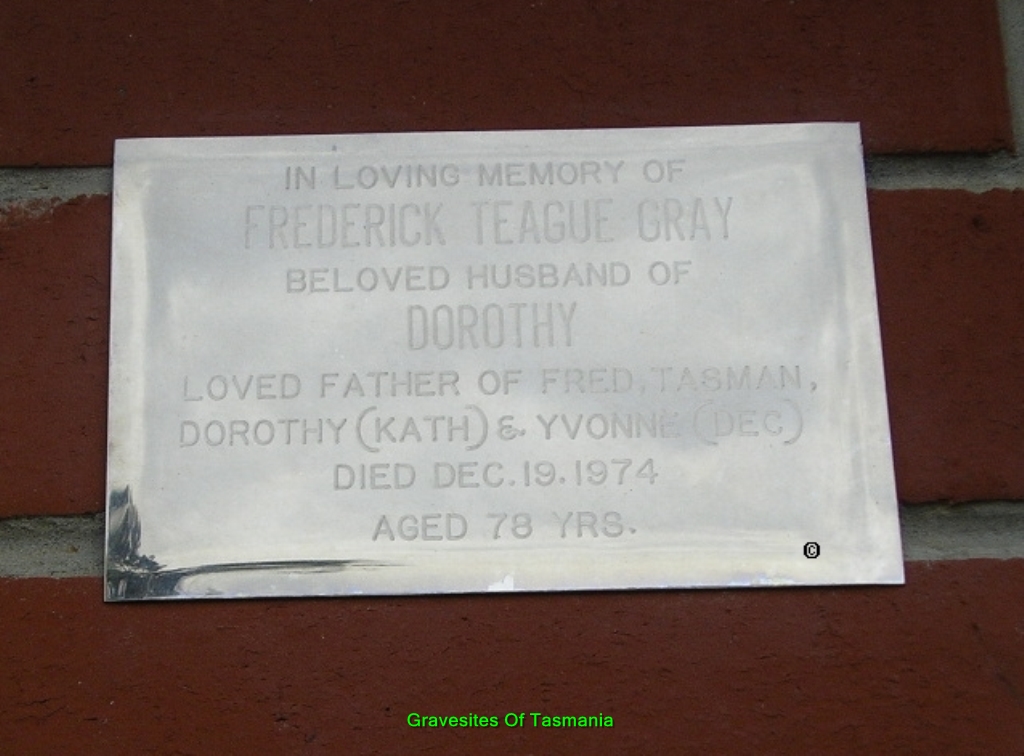 IN LOVING MEMORY OF
FREDERICK TEAGUE GRAY
BELOVED HUSBAND OF
DOROTHY
LOVED FATHER OF FRED, TASMAN,
DOROTHY (KATH) & YVONNE (DEC)
DIED DEC. 19. 1974
AGED 78 YRS.
©
Gravesites Of Tasmania